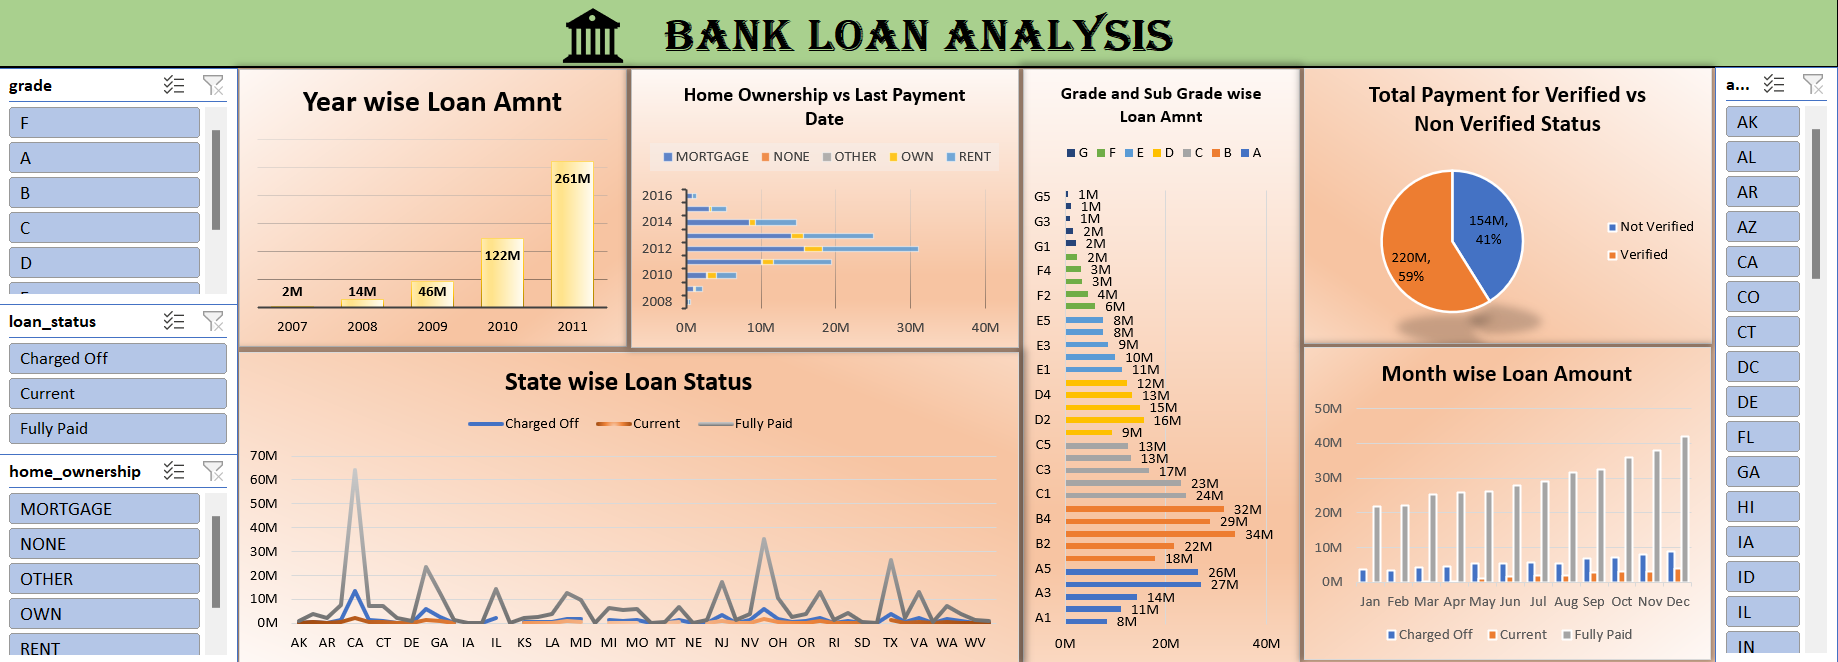 BANK LOAN ANALYSIS
grade
F
A
B
C
D
loan_status
Charged Off
Current
Fully Paid
home_ownership
MORTGAGE
NONE
OTHER
OWN
RENT
Year wise Loan Amnt
2M 14M 46M 122M 261M
2007 2008 2009 2010 2011
Home Ownership vs Last Payment
Date
MORTGAGE NONE OTHER OWN RENT
2016
2014
2012
2010
2008
0M 10M 20M 30M 40M
State wise Loan Status
Charged Off Current Fully Paid
70M
60M
50M
40M
30M
20M
10M
0M
AK AR CA CT DE GA IA IL KS LA MD MI MO MT NE NJ NV OH OR RI SD TX VA WA WV
Grade and Sub Grade wise
Loan Amnt
G F E D C B A
G5 1M
1M
G3 1M
2M
G1 2M
2M
F4 3M
3M
F2 4M
6M
E5 8M
8M
E3 9M
10M
E1 11M
12M
D4 13M
15M
D2 16M
9M
C5 13M
13M
C3 17M
23M
C1 24M
32M
B4 29M
34M
B2 22M
18M
A5 26M
27M
A3 14M
11M
A1 8M
0M 20M 40M
Total Payment for Verified vs
Non Verified Status
154M,
41%
220M,
59%
Not Verified
Verified
Month wise Loan Amount
50M
40M
30M
20M
10M
0M
Jan Feb Mar Apr May Jun Jul Aug Sep Oct Nov Dec
Charged Off Current Fully Paid
a...
AK
AL
AR
AZ
CA
CO
CT
DC
DE
FL
GA
HI
IA
ID
IL
IN